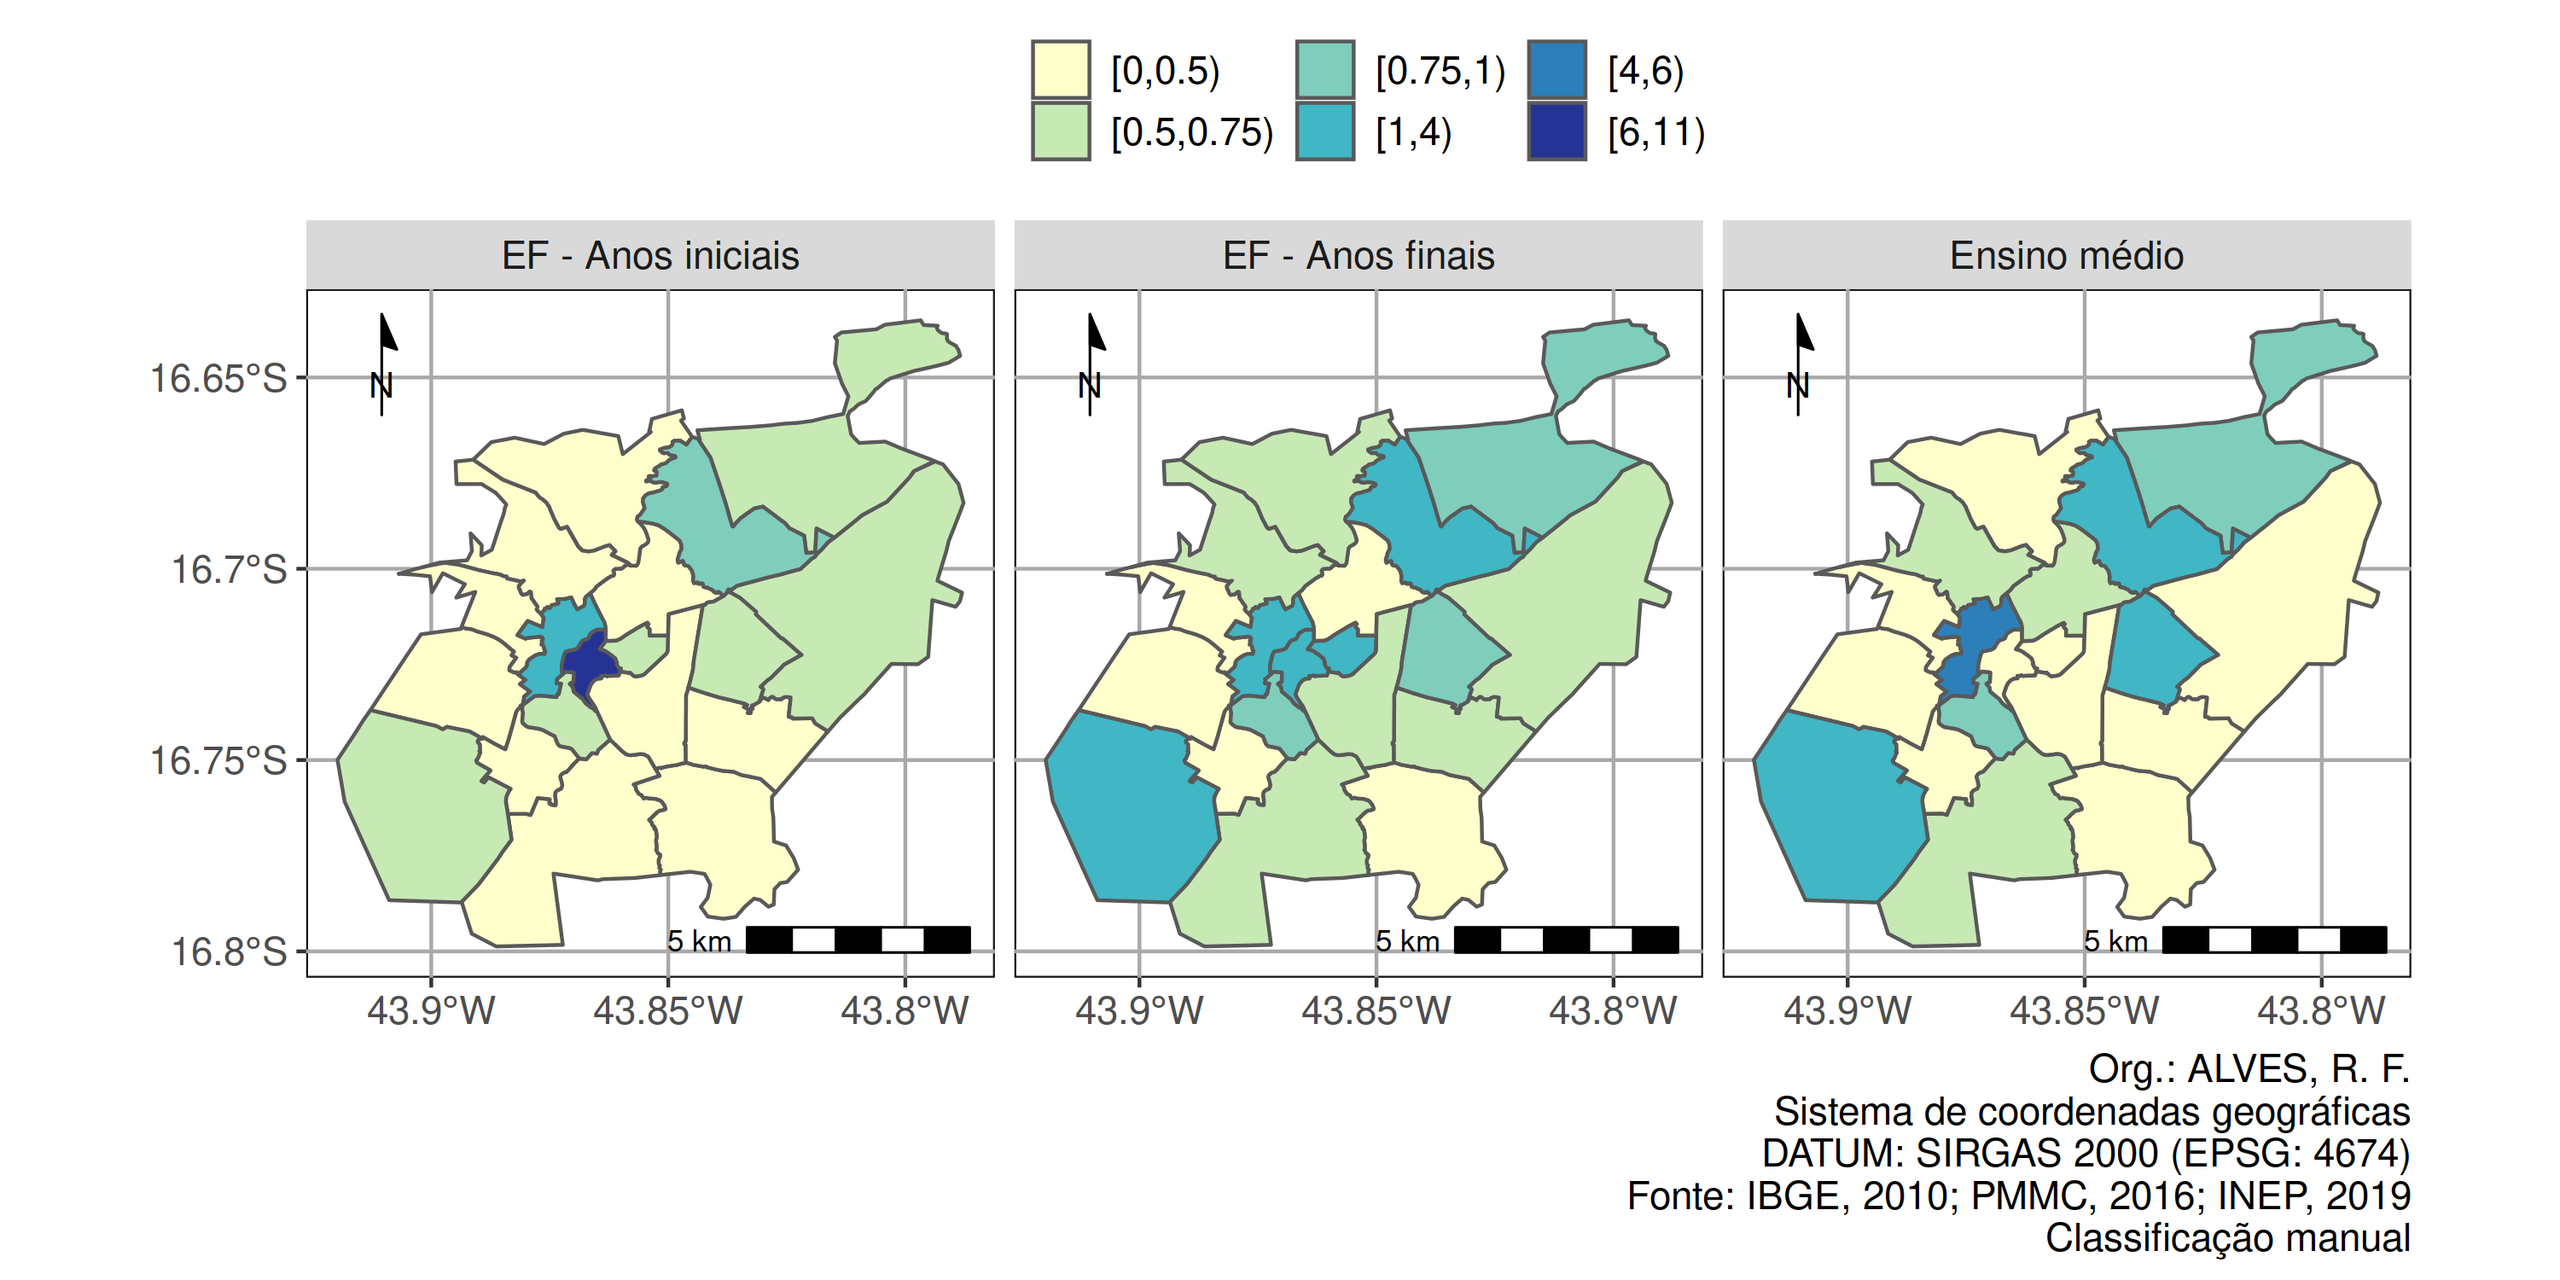 [0,0.5) [0.75,1) [4,6)
[0.5,0.75) [1,4) [6,11)
EF - Anos iniciais EF - Anos finais Ensino médio
N N N
16.65°S
16.7°S
16.75°S
16.8°S
5 km 5 km 5 km
43.9°W 43.85°W 43.8°W 43.9°W 43.85°W 43.8°W 43.9°W 43.85°W 43.8°W
Org.: ALVES, R. F.
Sistema de coordenadas geográficas
DATUM: SIRGAS 2000 (EPSG: 4674)
Fonte: IBGE, 2010; PMMC, 2016; INEP, 2019
Classificação manual